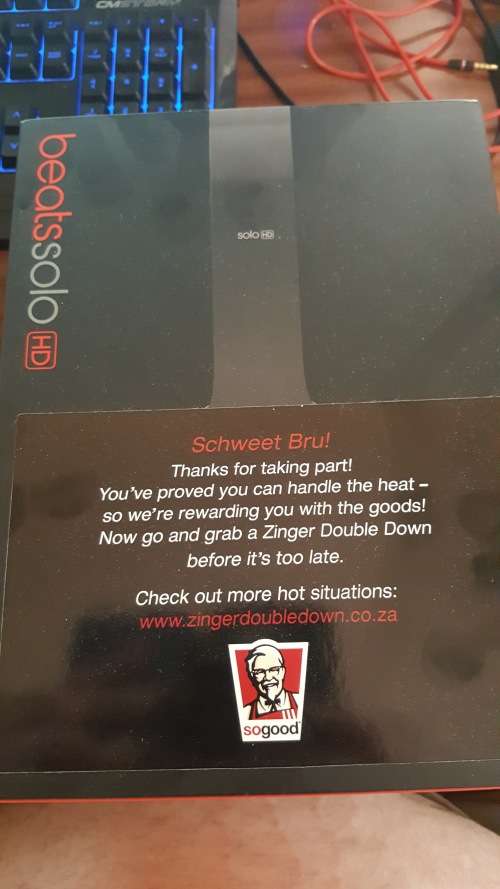 CMSTORM
beatssolo HD
solo HD
Schweet Bru!
Thanks for taking part!
You've proved you can handle the heat –
so we're rewarding you with the goods!
Now go and grab a Zinger Double Down
before it's too late.
Check out more hot situations:
www.zingerdoubledown.co.za
sogood